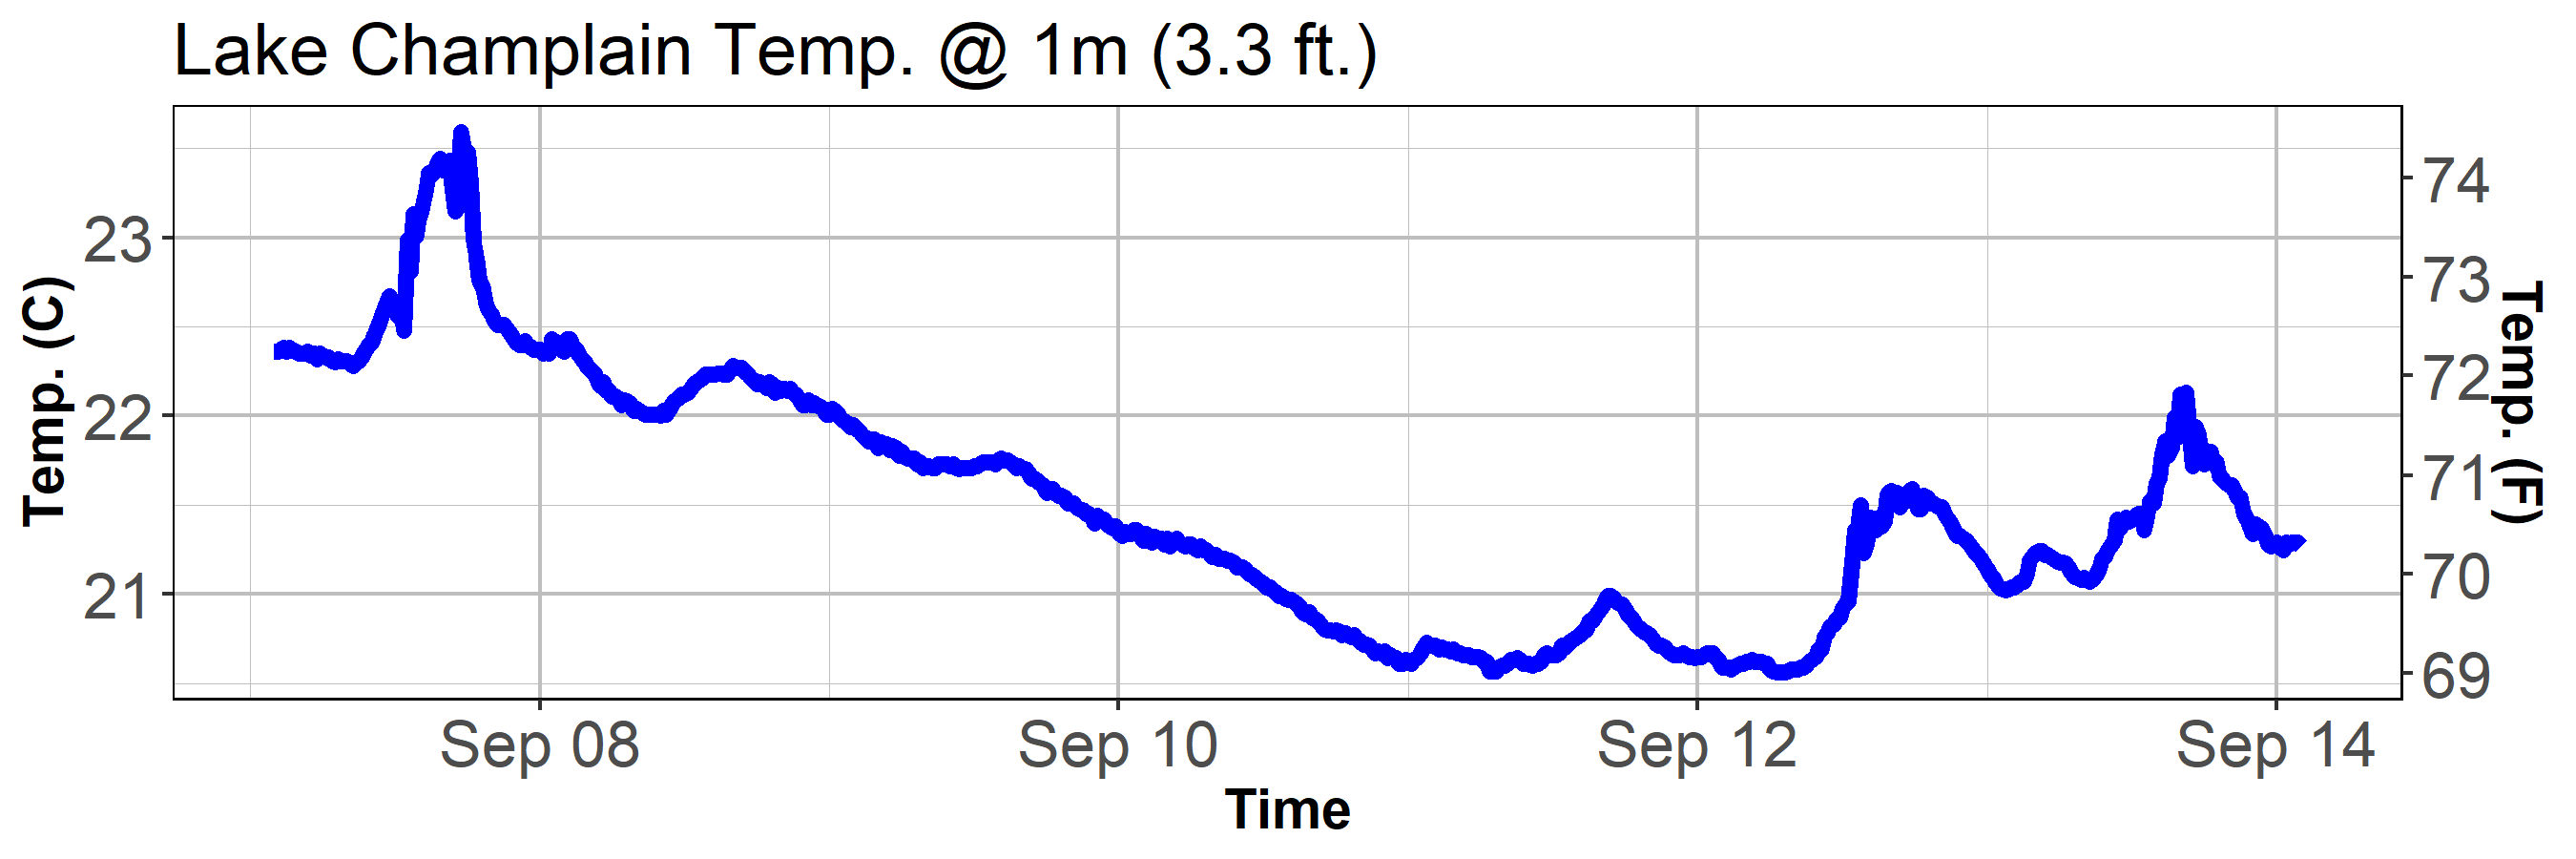 Lake Champlain Temp. @ 1m (3.3 ft.)
Temp. (C)
23
22
21
74
73
72
71
70
69
Temp. (F)
Sep 08 Sep 10 Sep 12 Sep 14
Time